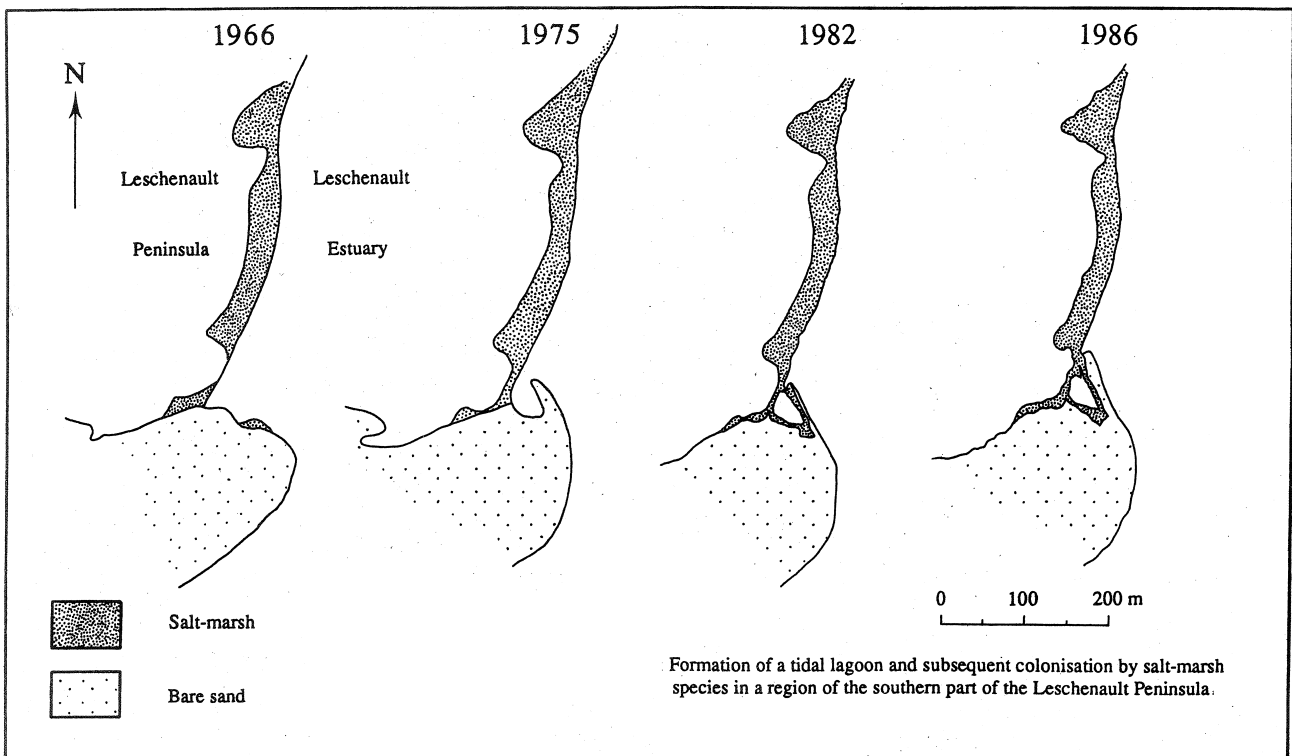 1966
1975
1982
1986
N
Leschenault
Peninsula
Leschenault
Estuary
0 100 200 m
Salt-marsh
Bare sand
Formation of a tidal lagoon and subsequent colonisation by salt-marsh
species in a region of the southern part of the Leschenault Peninsula.